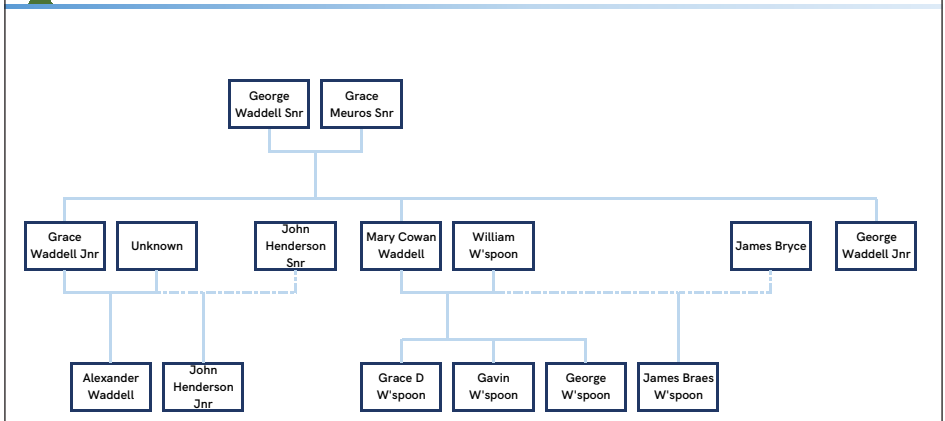 George
Waddell Snr
Grace
Meuros Snr
Grace
Waddell Jnr
Unknown
John
Henderson
Snr
Mary Cowan
Waddell
William
W'spoon
James Bryce
George
Waddell Jnr
Alexander
Waddell
John
Henderson
Jnr
Grace D
W'spoon
Gavin
W'spoon
George
W'spoon
James Braes
W'spoon